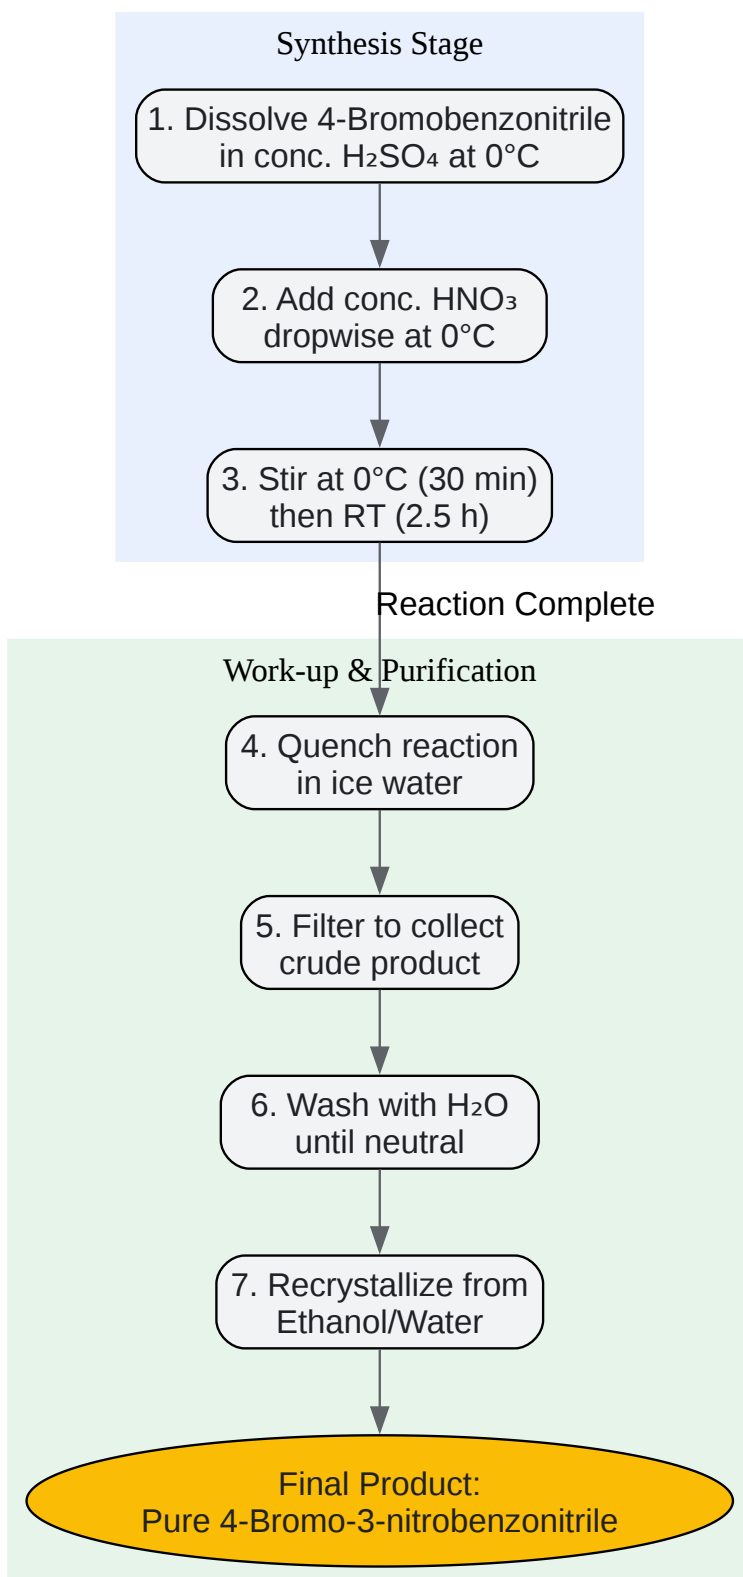 Synthesis Stage
1. Dissolve 4-Bromobenzonitrile
in conc. H₂SO₄ at 0°C
2. Add conc. HNO₃
dropwise at 0°C
3. Stir at 0°C (30 min)
then RT (2.5 h)
Reaction Complete
Work-up & Purification
4. Quench reaction
in ice water
5. Filter to collect
crude product
6. Wash with H₂O
until neutral
7. Recrystallize from
Ethanol/Water
Final Product:
Pure 4-Bromo-3-nitrobenzonitrile